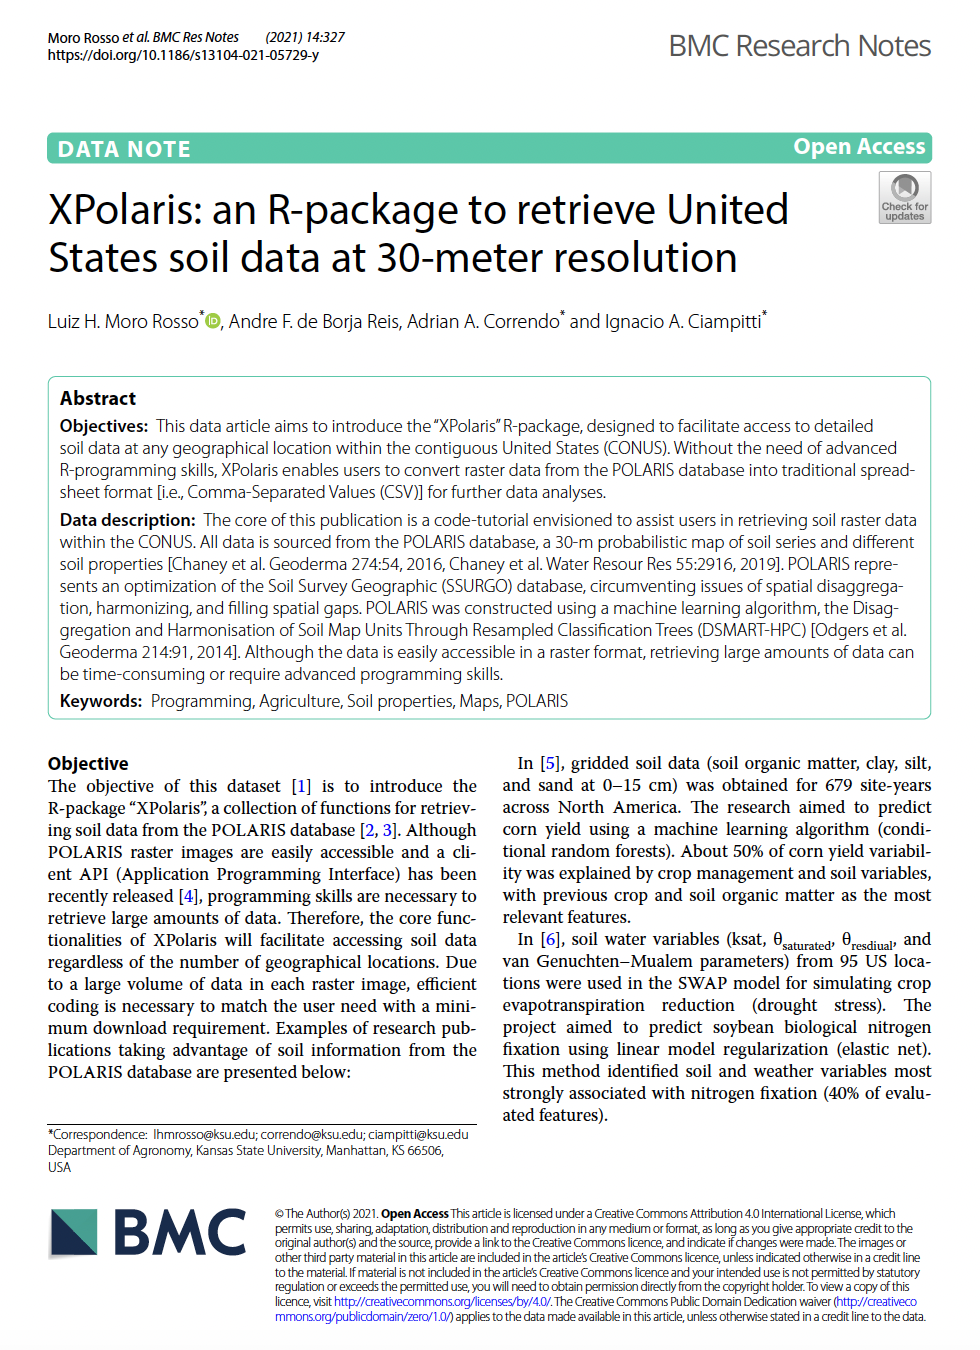 Moro Rosso et al. BMC Res Notes (2021) 14:327
https://doi.org/10.1186/s13104-021-05729-y
BMC Research Notes
DATA NOTE
Open Access
Check for
updates
XPolaris: an R-package to retrieve United
States soil data at 30-meter resolution
Luiz H. Moro Rosso*, Andre F. de Borja Reis, Adrian A. Correndo* and Ignacio A. Ciampitti*
Abstract
Objectives: This data article aims to introduce the “XPolaris” R-package, designed to facilitate access to detailed
soil data at any geographical location within the contiguous United States (CONUS). Without the need of advanced
R-programming skills, XPolaris enables users to convert raster data from the POLARIS database into traditional spread-
sheet format [i.e., Comma-Separated Values (CSV)] for further data analyses.
Data description: The core of this publication is a code-tutorial envisioned to assist users in retrieving soil raster data
within the CONUS. All data is sourced from the POLARIS database, a 30-m probabilistic map of soil series and different
soil properties [Chaney et al. Geoderma 274:54, 2016, Chaney et al. Water Resour Res 55:2916, 2019]. POLARIS repre-
sents an optimization of the Soil Survey Geographic (SSURGO) database, circumventing issues of spatial disaggrega-
tion, harmonizing, and filling spatial gaps. POLARIS was constructed using a machine learning algorithm, the Disag-
gregation and Harmonisation of Soil Map Units Through Resampled Classification Trees (DSMART-HPC) [Odgers et al.
Geoderma 214:91, 2014]. Although the data is easily accessible in a raster format, retrieving large amounts of data can
be time-consuming or require advanced programming skills.
Keywords: Programming, Agriculture, Soil properties, Maps, POLARIS
Objective
The objective of this dataset [1] is to introduce the
R-package “XPolaris”, a collection of functions for retriev-
ing soil data from the POLARIS database [2, 3]. Although
POLARIS raster images are easily accessible and a cli-
ent API (Application Programming Interface) has been
recently released [4], programming skills are necessary to
retrieve large amounts of data. Therefore, the core func-
tionalities of XPolaris will facilitate accessing soil data
regardless of the number of geographical locations. Due
to a large volume of data in each raster image, efficient
coding is necessary to match the user need with a mini-
mum download requirement. Examples of research pub-
lications taking advantage of soil information from the
POLARIS database are presented below:
In [5], gridded soil data (soil organic matter, clay, silt,
and sand at 0–15 cm) was obtained for 679 site-years
across North America. The research aimed to predict
corn yield using a machine learning algorithm (condi-
tional random forests). About 50% of corn yield variabil-
ity was explained by crop management and soil variables,
with previous crop and soil organic matter as the most
relevant features.
In [6], soil water variables (ksat, θsaturated, θresdiual, and
van Genuchten–Mualem parameters) from 95 US loca-
tions were used in the SWAP model for simulating crop
evapotranspiration reduction (drought stress). The
project aimed to predict soybean biological nitrogen
fixation using linear model regularization (elastic net).
This method identified soil and weather variables most
strongly associated with nitrogen fixation (40% of evalu-
ated features).
*Correspondence: lhmrosso@ksu.edu; correndo@ksu.edu; ciampitti@ksu.edu
Department of Agronomy, Kansas State University, Manhattan, KS 66506,
USA
BMC
© The Author(s) 2021. Open Access This article is licensed under a Creative Commons Attribution 4.0 International License, which
permits use, sharing, adaptation, distribution and reproduction in any medium or format, as long as you give appropriate credit to the
original author(s) and the source, provide a link to the Creative Commons licence, and indicate if changes were made. The images or
other third party material in this article are included in the article's Creative Commons licence, unless indicated otherwise in a credit line
to the material. If material is not included in the article's Creative Commons licence and your intended use is not permitted by statutory
regulation or exceeds the permitted use, you will need to obtain permission directly from the copyright holder. To view a copy of this
licence, visit http://creativecommons.org/licenses/by/4.0/. The Creative Commons Public Domain Dedication waiver (http://creativeco
mmons.org/publicdomain/zero/1.0/) applies to the data made available in this article, unless otherwise stated in a credit line to the data.